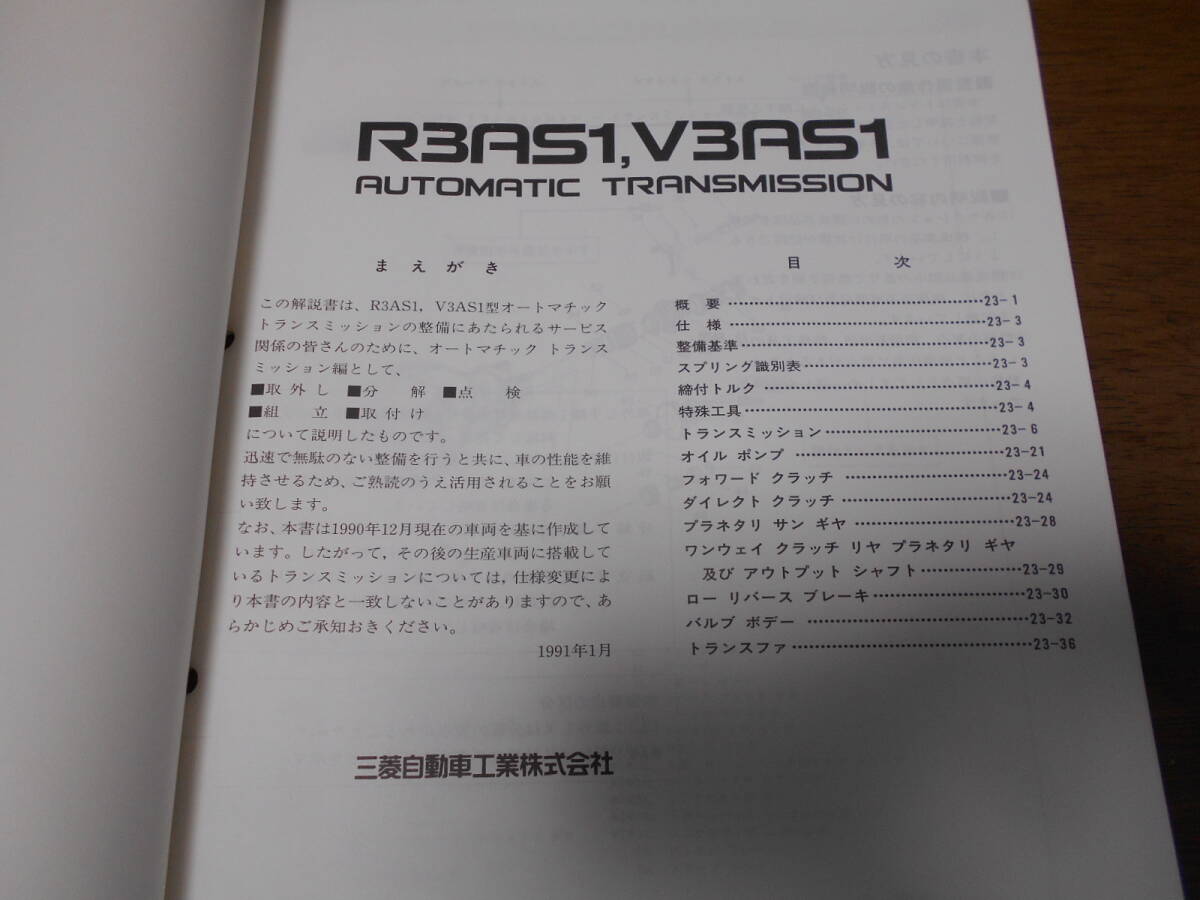 R3AS1, V3AS1
AUTOMATIC TRANSMISSION
まえがき
この解説書は、R3AS1, V3AS1型オートマチック
トランスミッションの整備にあたられるサービス
関係の皆さんのために、オートマチック トランス
ミッション編として、
■取外し ■分 解 ■点 検
■組 立 ■取付け
について説明したものです。
迅速で無駄のない整備を行うと共に、車の性能を維
持させるため、ご熟読のうえ活用されることをお願
い致します。
なお、本書は1990年12月現在の車両を基に作成して
います。したがって, その後の生産車両に搭載して
いるトランスミッションについては, 仕様変更によ
り本書の内容と一致しないことがありますので、あ
らかじめご承知おきください。
1991年1月
三菱自動車工業株式会社
目 次
概 要 ……………………………………23-1
仕 様 ……………………………………23-3
整備基準……………………………………23-3
スプリング識別表…………………………23-3
締付トルク …………………………………23-4
特殊工具……………………………………23-4
トランスミッション………………………23-6
オイル ポンプ ……………………………23-21
フォワード クラッチ ……………………23-24
ダイレクト クラッチ ……………………23-24
プラネタリ サン ギヤ ……………………23-28
ワンウェイ クラッチ リヤ プラネタリ ギヤ
及び アウトプット シャフト……………23-29
ロー リバース ブレーキ…………………23-30
バルブ ボデー ……………………………23-32
トランスファ………………………………23-36